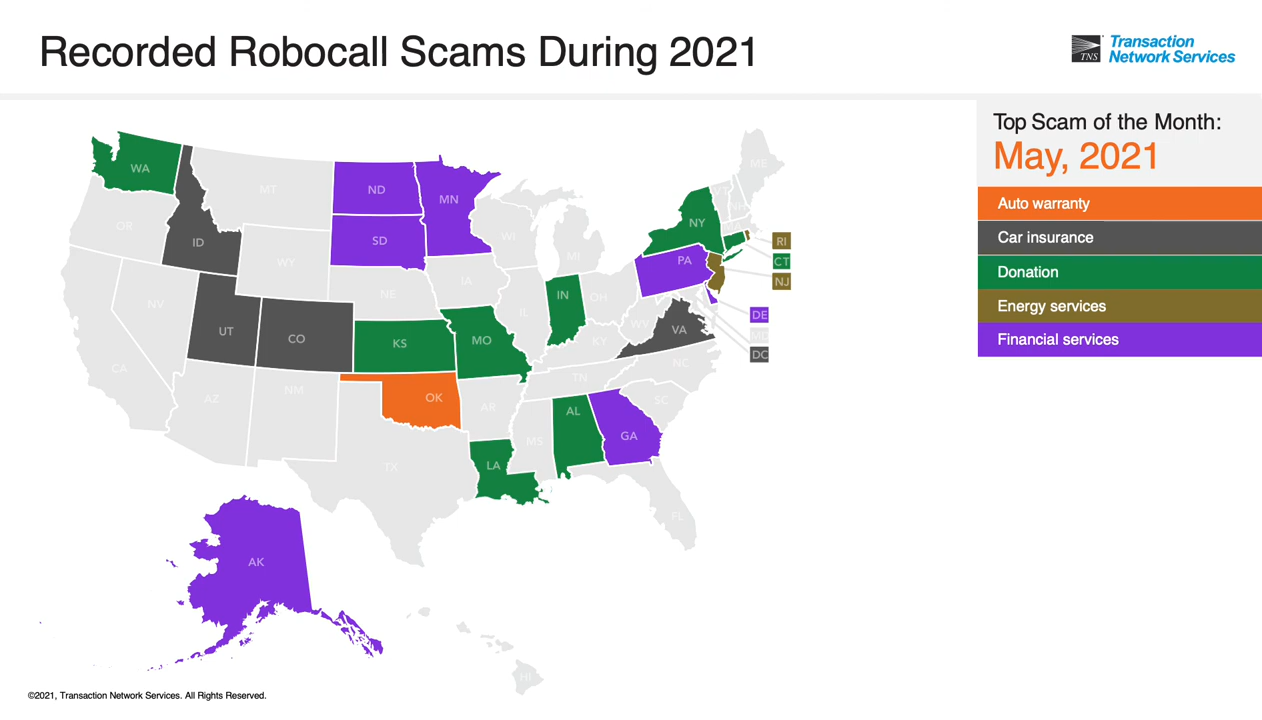 Recorded Robocall Scams During 2021
TNS
Transaction
Network Services
Top Scam of the Month:
May, 2021
Auto warranty
Car insurance
Donation
Energy services
Financial services
WA
MT
ND
MN
ME
OR
ID
SD
WI
MI
VT
NH
NY
RI
CT
NJ
WY
IA
NE
PA
NV
UT
CO
KS
MO
IL
IN
OH
WV
VA
DE
MD
DC
KY
CA
AZ
NM
OK
AR
TN
NC
SC
MS
AL
GA
TX
LA
FL
AK
HI
©2021, Transaction Network Services. All Rights Reserved.